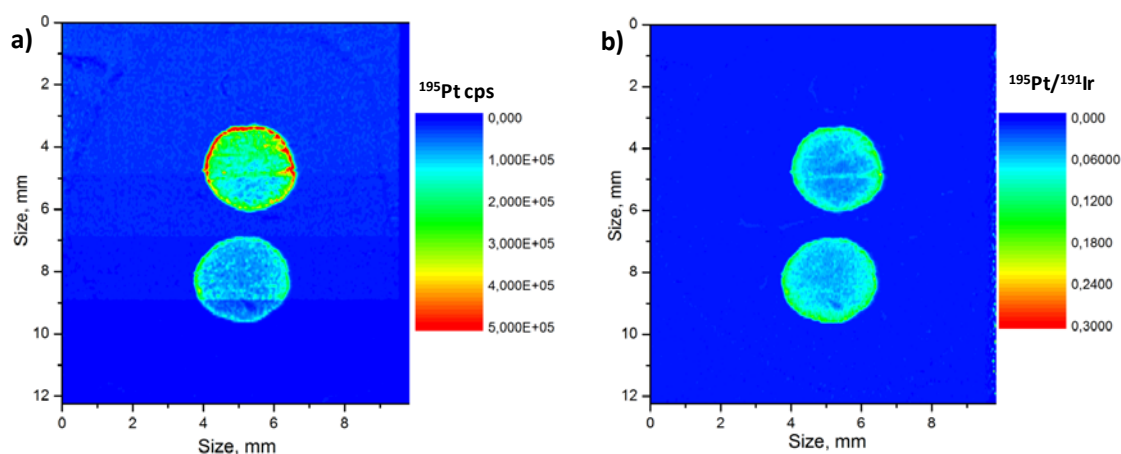 a)
0
2
4
6
8
10
12
Size, mm
0 2 4 6 8
Size, mm
¹⁹⁵Pt cps
0,000
1,000E+05
2,000E+05
3,000E+05
4,000E+05
5,000E+05
b)
0
2
4
6
8
10
12
Size, mm
0 2 4 6 8
Size, mm
¹⁹⁵Pt/¹⁹¹Ir
0,000
0,06000
0,1200
0,1800
0,2400
0,3000